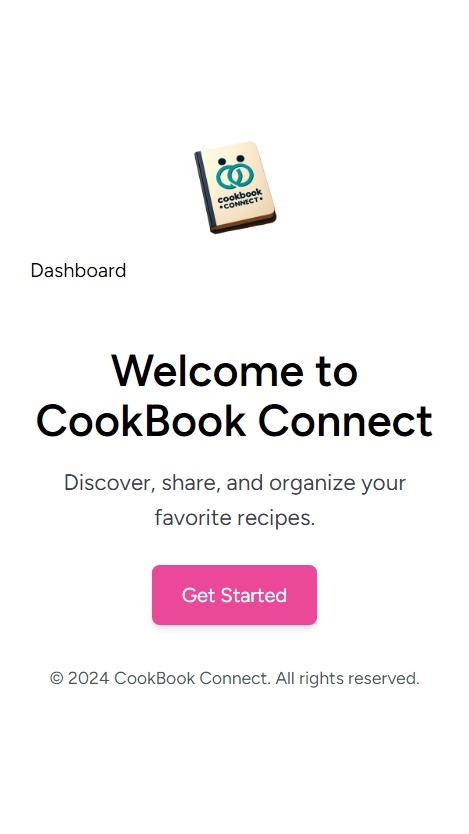 cookbook
•CONNECT•
Dashboard
Welcome to
CookBook Connect
Discover, share, and organize your
favorite recipes.
Get Started
© 2024 CookBook Connect. All rights reserved.